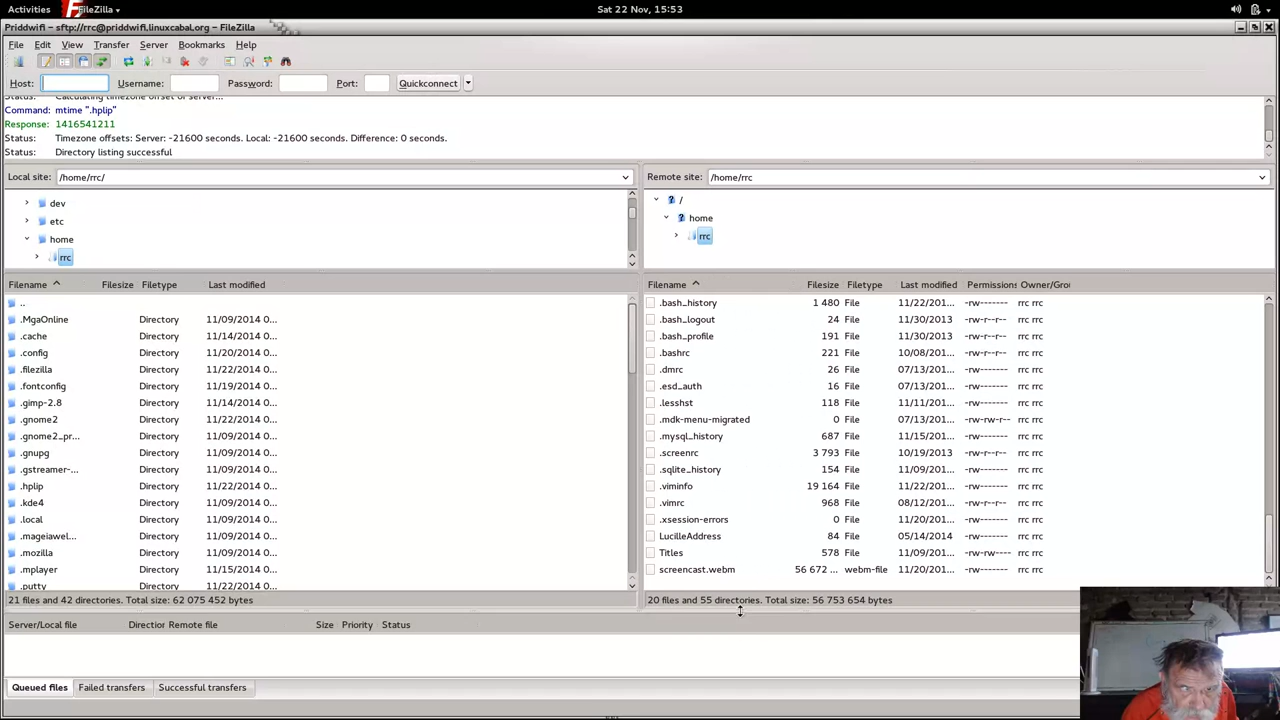 Activities FileZilla Sat 22 Nov, 15:53
Priddwifi - sftp://rrc@priddwifi.linuxcabal.org - FileZilla
File Edit View Transfer Server Bookmarks Help
Host: Username: Password: Port: Quickconnect
Status: Calculating timezone offset of server...
Command: mtime ".hplip"
Response: 1416541211
Status: Timezone offsets: Server: -21600 seconds. Local: -21600 seconds. Difference: 0 seconds.
Status: Directory listing successful
Local site: /home/rrc/ Remote site: /home/rrc
dev /
etc home
home rrc
rrc
Filename Filesize Filetype Last modified Filename Filesize Filetype Last modified Permissions Owner/Grou
.. .bash_history 1 480 File 11/22/201... -rw------- rrc rrc
.MgaOnline Directory 11/09/2014 0... .bash_logout 24 File 11/30/2013 -rw-r--r-- rrc rrc
.cache Directory 11/14/2014 0... .bash_profile 191 File 11/30/2013 -rw-r--r-- rrc rrc
.config Directory 11/20/2014 0... .bashrc 221 File 10/08/201... -rw-r--r-- rrc rrc
.filezilla Directory 11/22/2014 0... .dmrc 26 File 07/13/201... -rw------- rrc rrc
.fontconfig Directory 11/19/2014 0... .esd_auth 16 File 07/13/201... -rw------- rrc rrc
.gimp-2.8 Directory 11/14/2014 0... .lesshst 118 File 11/11/201... -rw------- rrc rrc
.gnome2 Directory 11/22/2014 0... .mdk-menu-migrated 0 File 07/13/201... -rw-rw-r-- rrc rrc
.gnome2_pr... Directory 11/09/2014 0... .mysql_history 687 File 11/15/201... -rw------- rrc rrc
.gnupg Directory 11/09/2014 0... .screenrc 3 793 File 10/19/2013 -rw-r--r-- rrc rrc
.gstreamer-... Directory 11/09/2014 0... .sqlite_history 154 File 11/09/201... -rw------- rrc rrc
.hplip Directory 11/22/2014 0... .viminfo 19 164 File 11/22/201... -rw------- rrc rrc
.kde4 Directory 11/09/2014 0... .vimrc 968 File 08/12/201... -rw-r--r-- rrc rrc
.local Directory 11/09/2014 0... .xsession-errors 0 File 11/20/201... -rw------- rrc rrc
.mageiawel... Directory 11/09/2014 0... LucilleAddress 84 File 05/14/2014 -rw------- rrc rrc
.mozilla Directory 11/09/2014 0... Titles 578 File 11/09/201... -rw-rw---- rrc rrc
.mplayer Directory 11/15/2014 0... screencast.webm 56 672 ... webm-file 11/20/201... -rw------- rrc rrc
.putty Directory 11/22/2014 0...
21 files and 42 directories. Total size: 62 075 452 bytes 20 files and 55 directories. Total size: 56 753 654 bytes
Server/Local file Direction Remote file Size Priority Status
Queued files Failed transfers Successful transfers